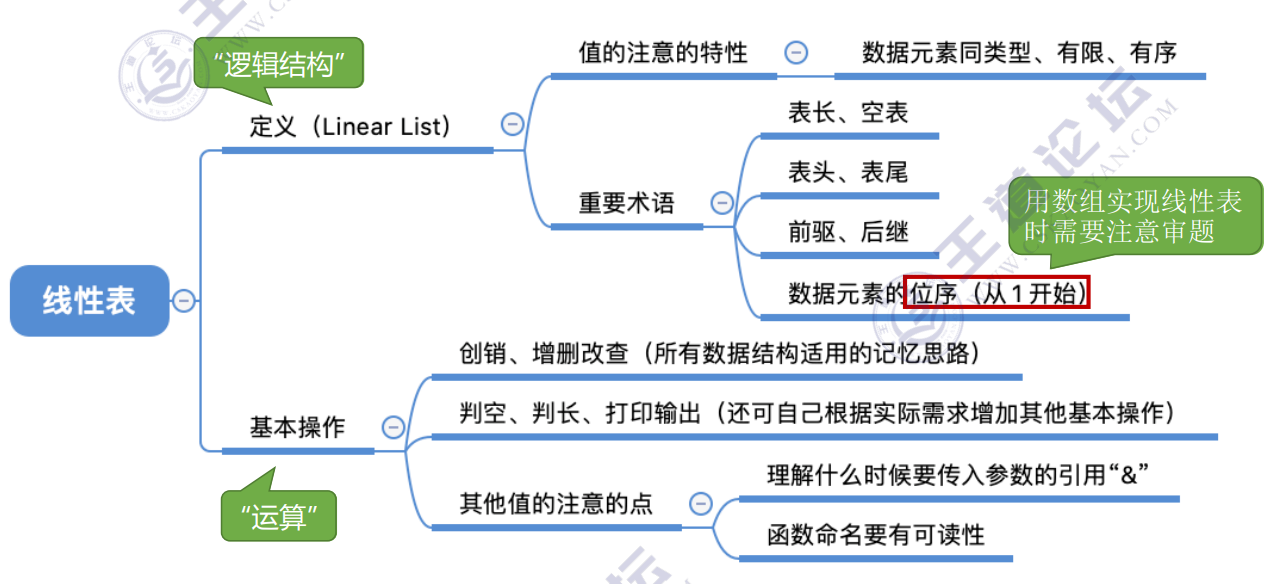 “逻辑结构”
值的注意的特性
数据元素同类型、有限、有序
定义（Linear List）
表长、空表
表头、表尾
重要术语
用数组实现线性表
时需要注意审题
前驱、后继
数据元素的位序（从1开始）
线性表
创销、增删改查（所有数据结构适用的记忆思路）
判空、判长、打印输出（还可自己根据实际需求增加其他基本操作）
基本操作
理解什么时候要传入参数的引用“&”
其他值的注意的点
“运算”
函数命名要有可读性
王道论坛